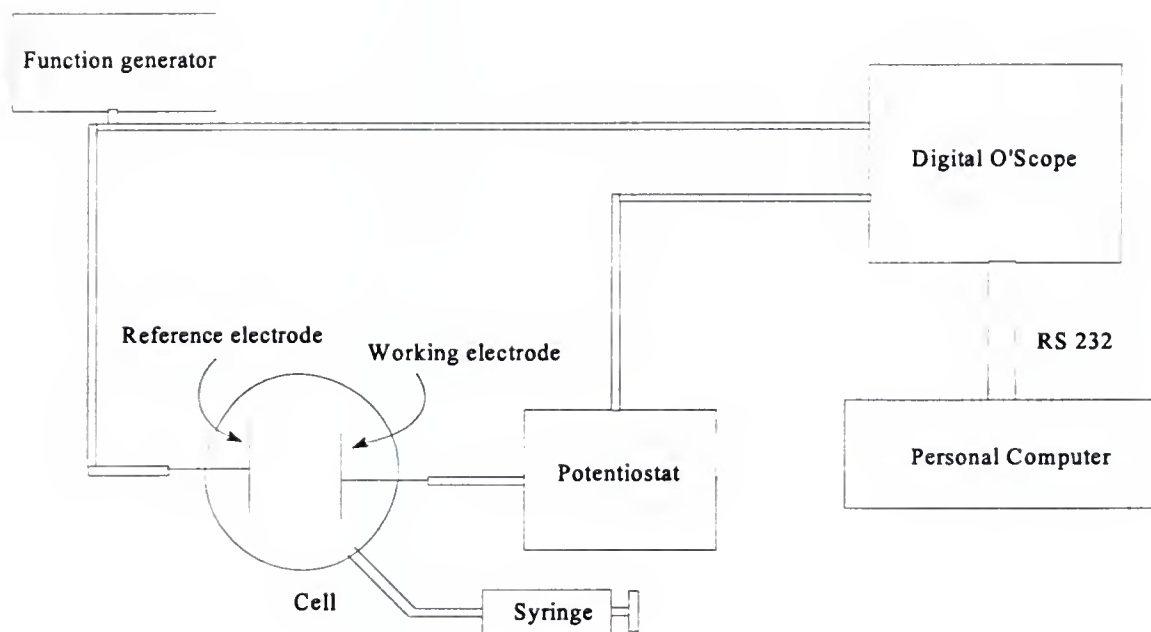 Function generator
Digital O'Scope
Reference electrode
Working electrode
RS 232
Potentiostat
Personal Computer
Cell
Syringe